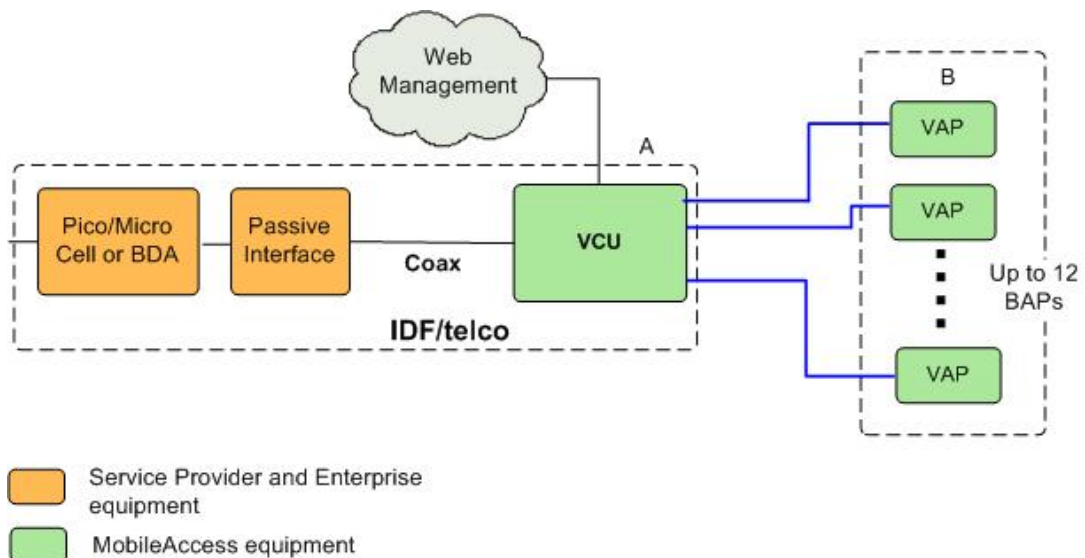 Web
Management
A
B
VAP
Pico/Micro
Cell or BDA
Passive
Interface
Coax
VCU
VAP
Up to 12
BAPs
IDF/telco
VAP
Service Provider and Enterprise
equipment
MobileAccess equipment